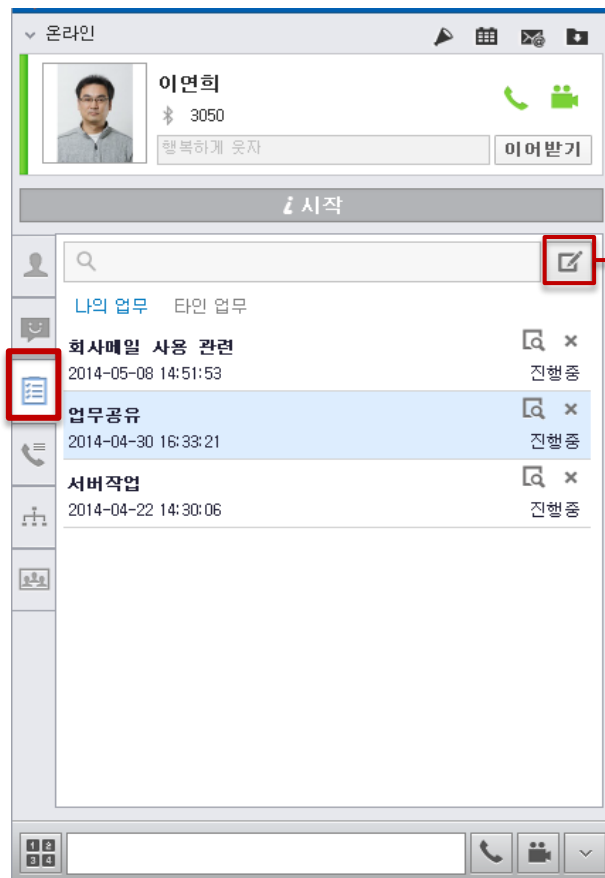 온라인
이연희
3050
행복하게 웃자
이어받기
i 시작
나의 업무 타인 업무
회사메일 사용 관련
2014-05-08 14:51:53
진행중
업무공유
2014-04-30 16:33:21
진행중
서버작업
2014-04-22 14:30:06
진행중
1 2
3 4